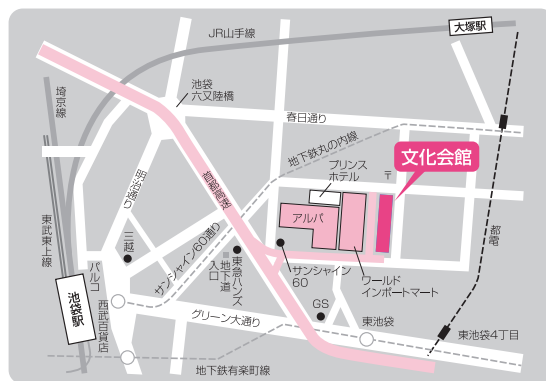 大塚駅
JR山手線
池袋
六又陸橋
埼京線
春日通り
地下鉄丸の内線
文化会館
プリンス
ホテル
〒
明治通り
首都高速
アルパ
都電
東武東上線
三越
サンシャイン60通り
東急ハンズ
地下道
入口
サンシャイン
60
ワールド
インポートマート
パルコ
池袋駅
西武百貨店
グリーン大通り
GS
東池袋
東池袋4丁目
地下鉄有楽町線